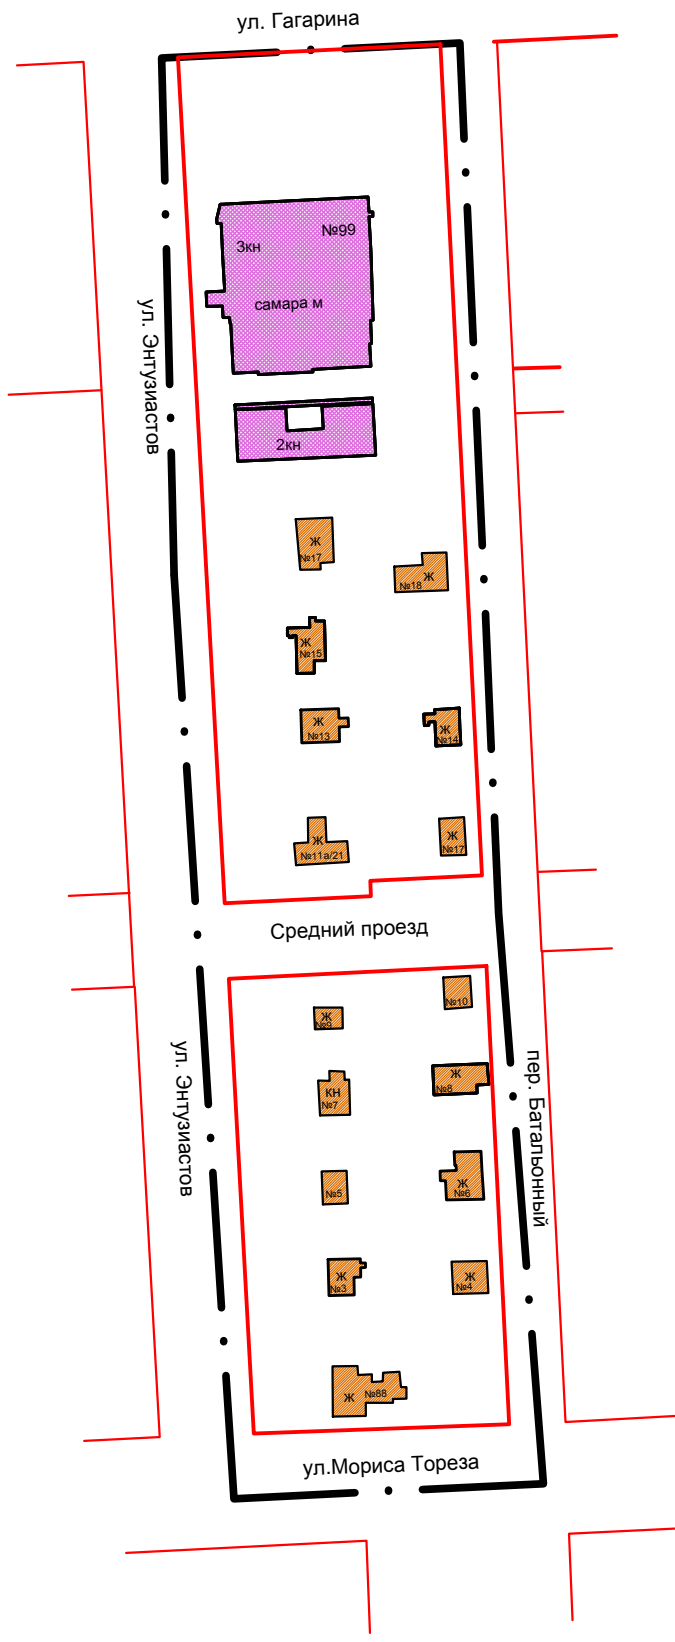 ул. Гагарина
№99
3кн
самара м
ул. Энтузиастов
2кн
Ж
№17
Ж
№18
Ж
№15
Ж
№13
Ж
№14
Ж
№11а/21
Ж
№17
Средний проезд
№10
Ж
№9
Ж
№8
КН
№7
ул. Энтузиастов
пер. Батальонный
№5
Ж
№6
Ж
№3
Ж
№4
Ж
№88
ул.Мориса Тореза